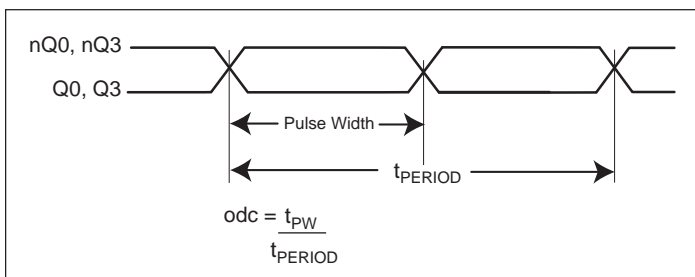 nQ0, nQ3
Q0, Q3
Pulse Width
tPERIOD
odc = tPW
tPERIOD